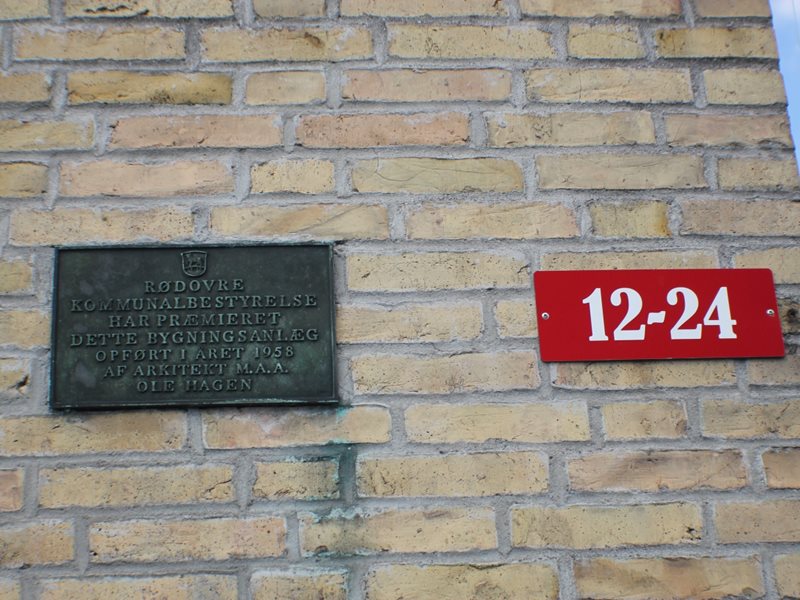 RØDOVRE
KOMMUNALBESTYRELSE
HAR PRÆMIERET
DETTE BYGNINGSANLÆG
OPFØRT I ÅRET 1958
AF ARKITEKT M.A.A.
OLE HAGEN
12-24